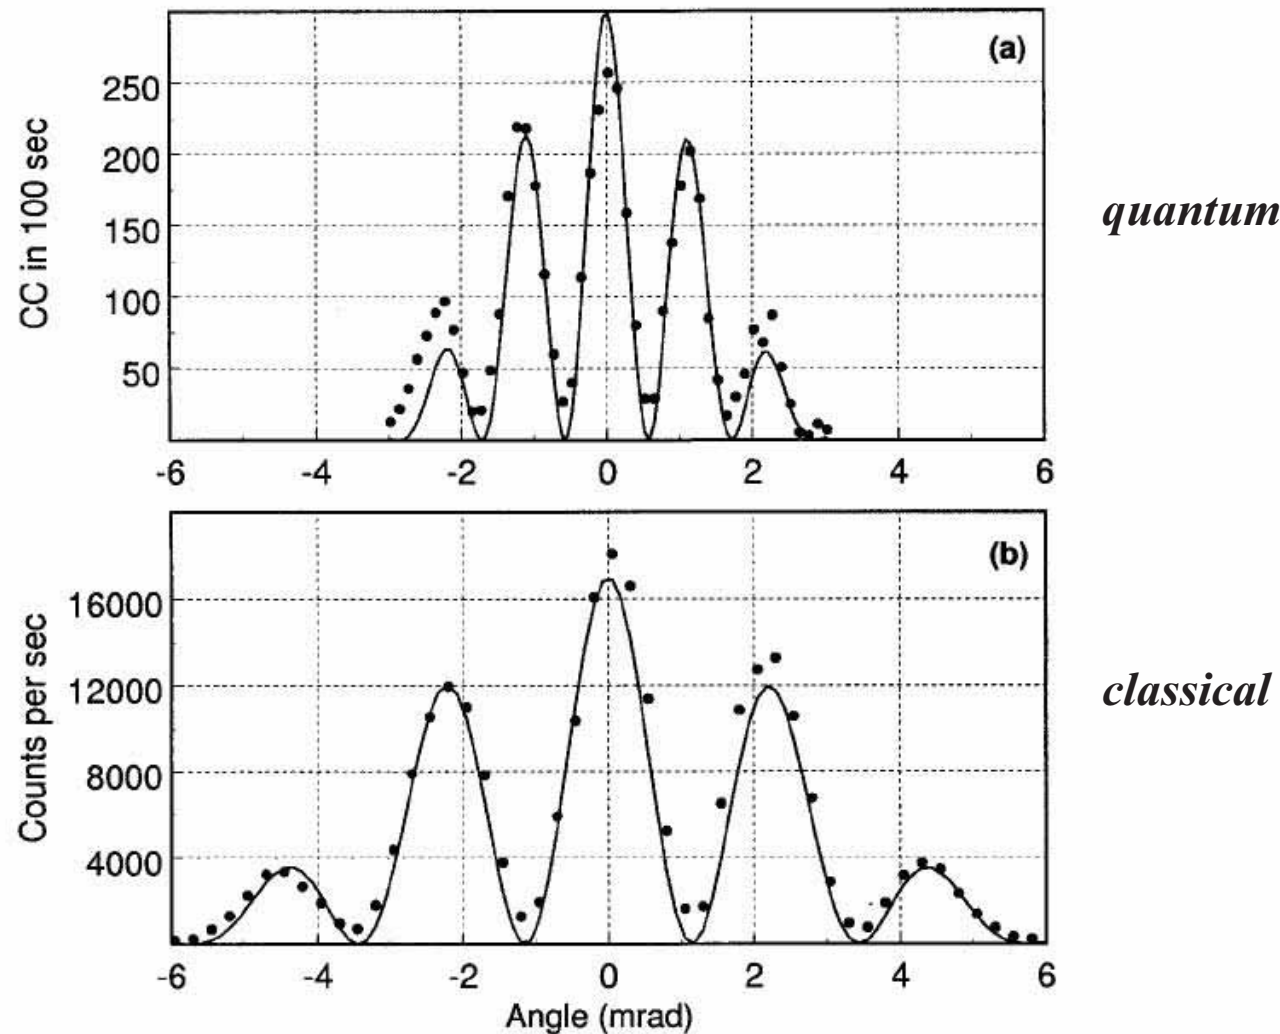 (a)
250
200
150
100
50
CC in 100 sec
-6 -4 -2 0 2 4 6
quantum
(b)
16000
12000
8000
4000
Counts per sec
-6 -4 -2 0 2 4 6
Angle (mrad)
classical